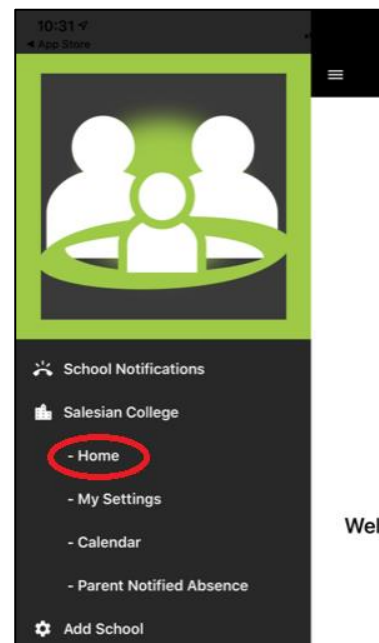 10:31
◀ App Store
School Notifications
Salesian College
- Home
- My Settings
- Calendar
- Parent Notified Absence
Wel
Add School